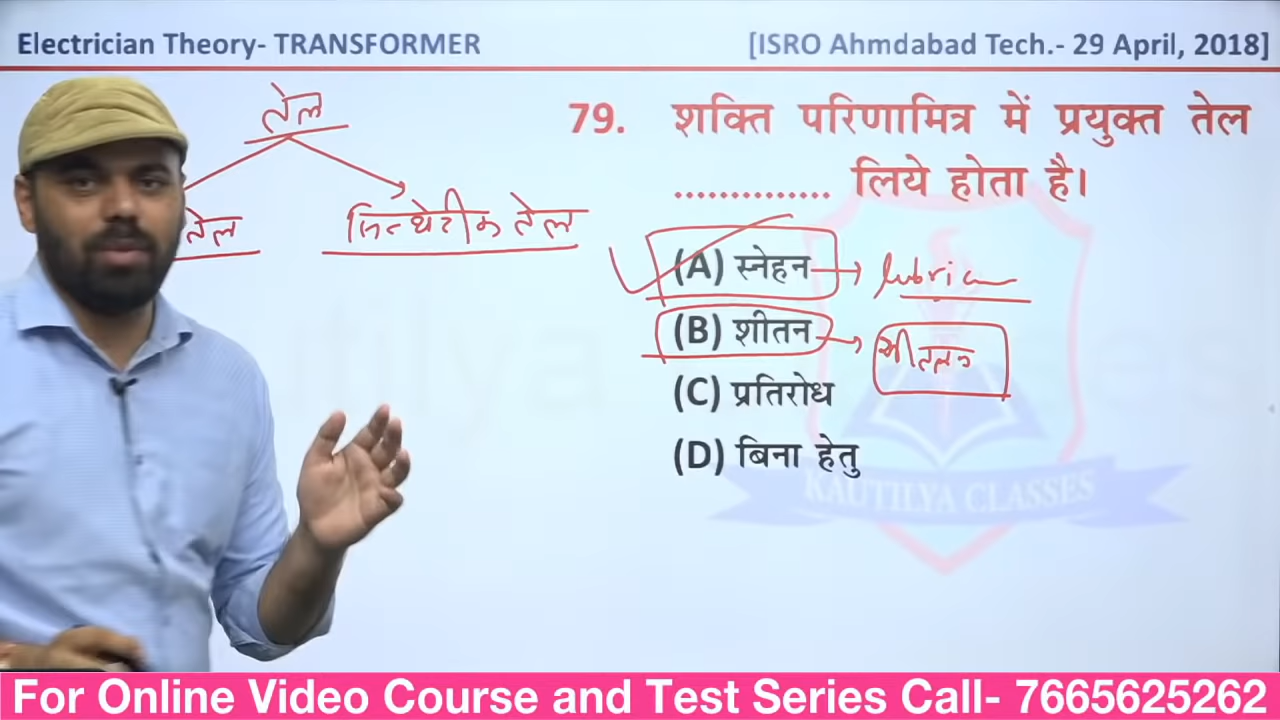 Electrician Theory- TRANSFORMER
[ISRO Ahmdabad Tech.- 29 April, 2018]
तेल
तेल
सिन्थेटीक तेल
79. शक्ति परिणामित्र में प्रयुक्त तेल
.............. लिये होता है।
(A) स्नेहन
(B) शीतन
शीतलक
(C) प्रतिरोध
(D) बिना हेतु
KAUTILYA CLASSES
For Online Video Course and Test Series Call- 7665625262